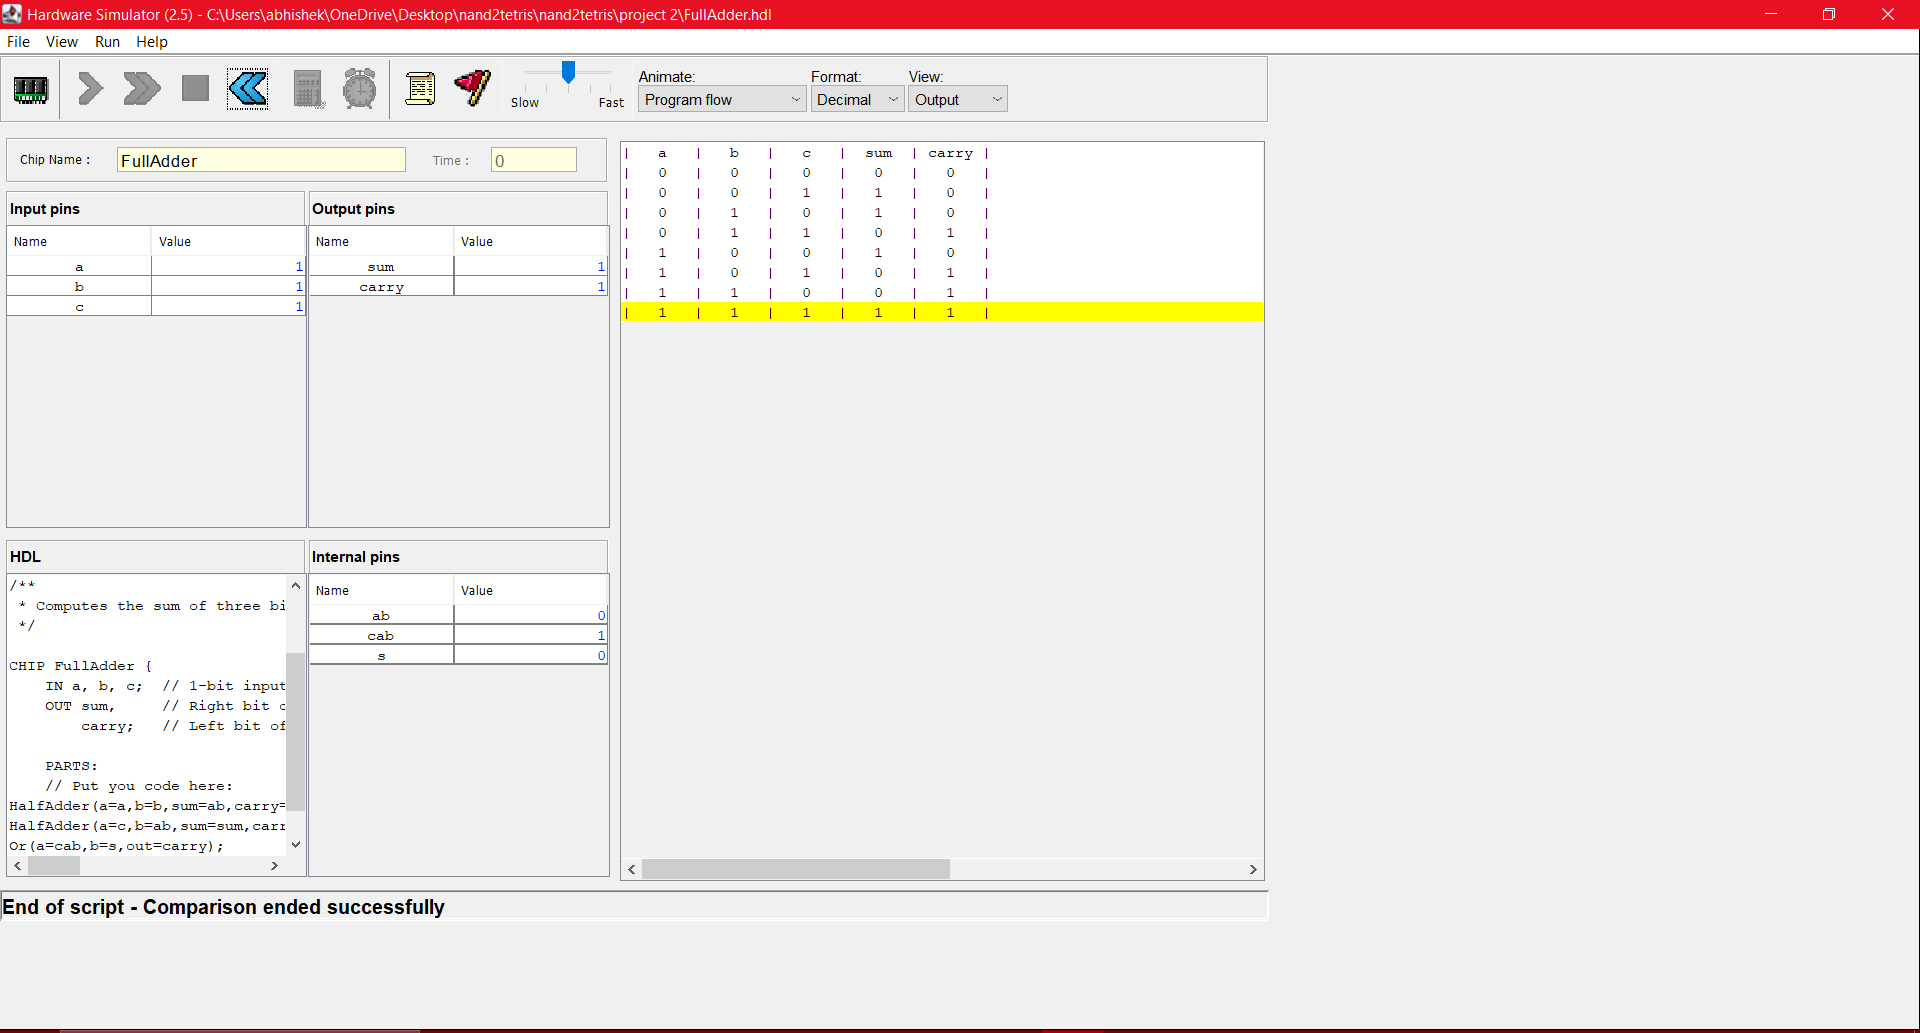 Hardware Simulator (2.5) - C:\Users\abhishek\OneDrive\Desktop\nand2tetris\nand2tetris\project 2\FullAdder.hdl
File View Run Help
Slow Fast
Animate: Format: View:
Program flow Decimal Output
Chip Name : FullAdder Time : 0
Input pins
Name Value
a 1
b 1
c 1
Output pins
Name Value
sum 1
carry 1
HDL
/**
* Computes the sum of three bi
*/
CHIP FullAdder {
IN a, b, c; // 1-bit input
OUT sum, // Right bit o
carry; // Left bit of
PARTS:
// Put you code here:
HalfAdder(a=a,b=b,sum=ab,carry=
HalfAdder(a=c,b=ab,sum=sum,carr
Or(a=cab,b=s,out=carry);
Internal pins
Name Value
ab 0
cab 1
s 0
| a | b | c | sum | carry |
| 0 | 0 | 0 | 0 | 0 |
| 0 | 0 | 1 | 1 | 0 |
| 0 | 1 | 0 | 1 | 0 |
| 0 | 1 | 1 | 0 | 1 |
| 1 | 0 | 0 | 1 | 0 |
| 1 | 0 | 1 | 0 | 1 |
| 1 | 1 | 0 | 0 | 1 |
| 1 | 1 | 1 | 1 | 1 |
End of script - Comparison ended successfully